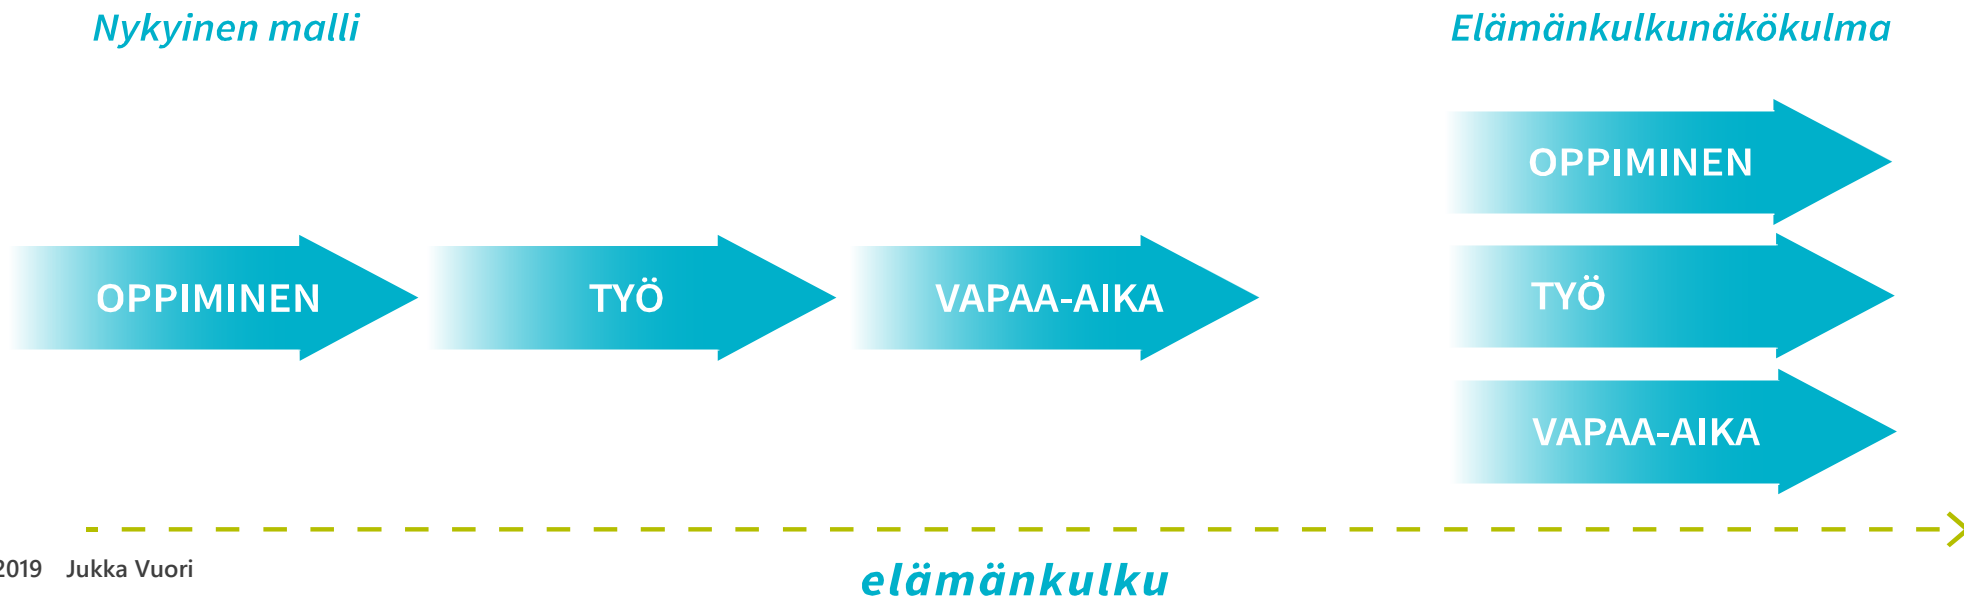 Nykyinen malli
Elämänkulkunäkökulma
OPPIMINEN
TYÖ
VAPAA-AIKA
OPPIMINEN
TYÖ
VAPAA-AIKA
2019 Jukka Vuori
elämänkulku